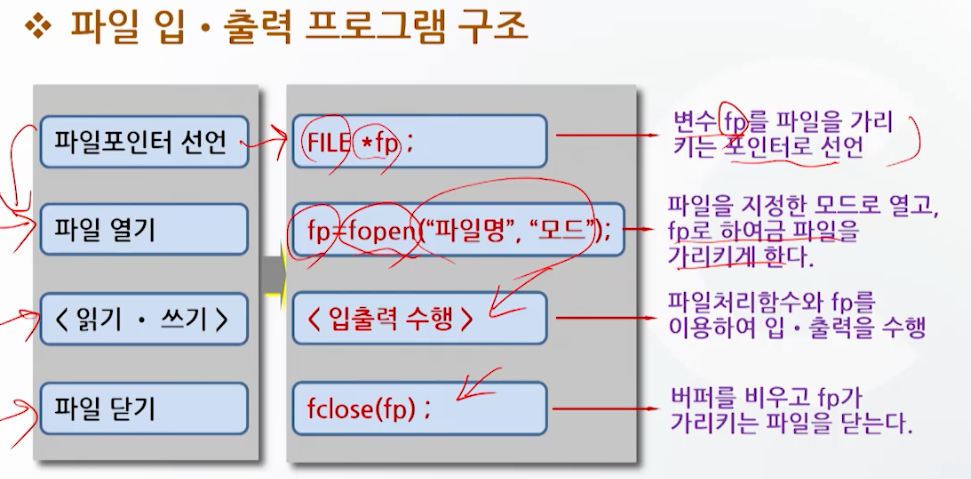 ❖ 파일 입・출력 프로그램 구조
파일포인터 선언
FILE *fp ;
변수 fp를 파일을 가리
키는 포인터로 선언
파일 열기
fp=fopen(“파일명”, “모드”);
파일을 지정한 모드로 열고,
fp로 하여금 파일을
가리키게 한다.
< 읽기 ・ 쓰기 >
< 입출력 수행 >
파일처리함수와 fp를
이용하여 입・출력을 수행
파일 닫기
fclose(fp) ;
버퍼를 비우고 fp가
가리키는 파일을 닫는다.